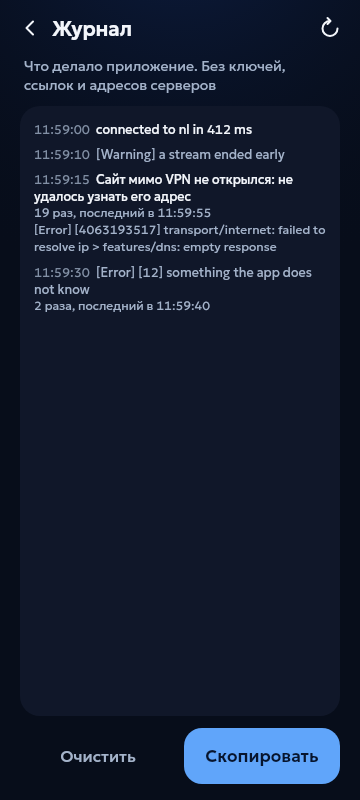 Журнал
Что делало приложение. Без ключей,
ссылок и адресов серверов
11:59:00 connected to nl in 412 ms
11:59:10 [Warning] a stream ended early
11:59:15 Сайт мимо VPN не открылся: не
удалось узнать его адрес
19 раз, последний в 11:59:55
[Error] [4063193517] transport/internet: failed to
resolve ip > features/dns: empty response
11:59:30 [Error] [12] something the app does
not know
2 раза, последний в 11:59:40
Очистить
Скопировать